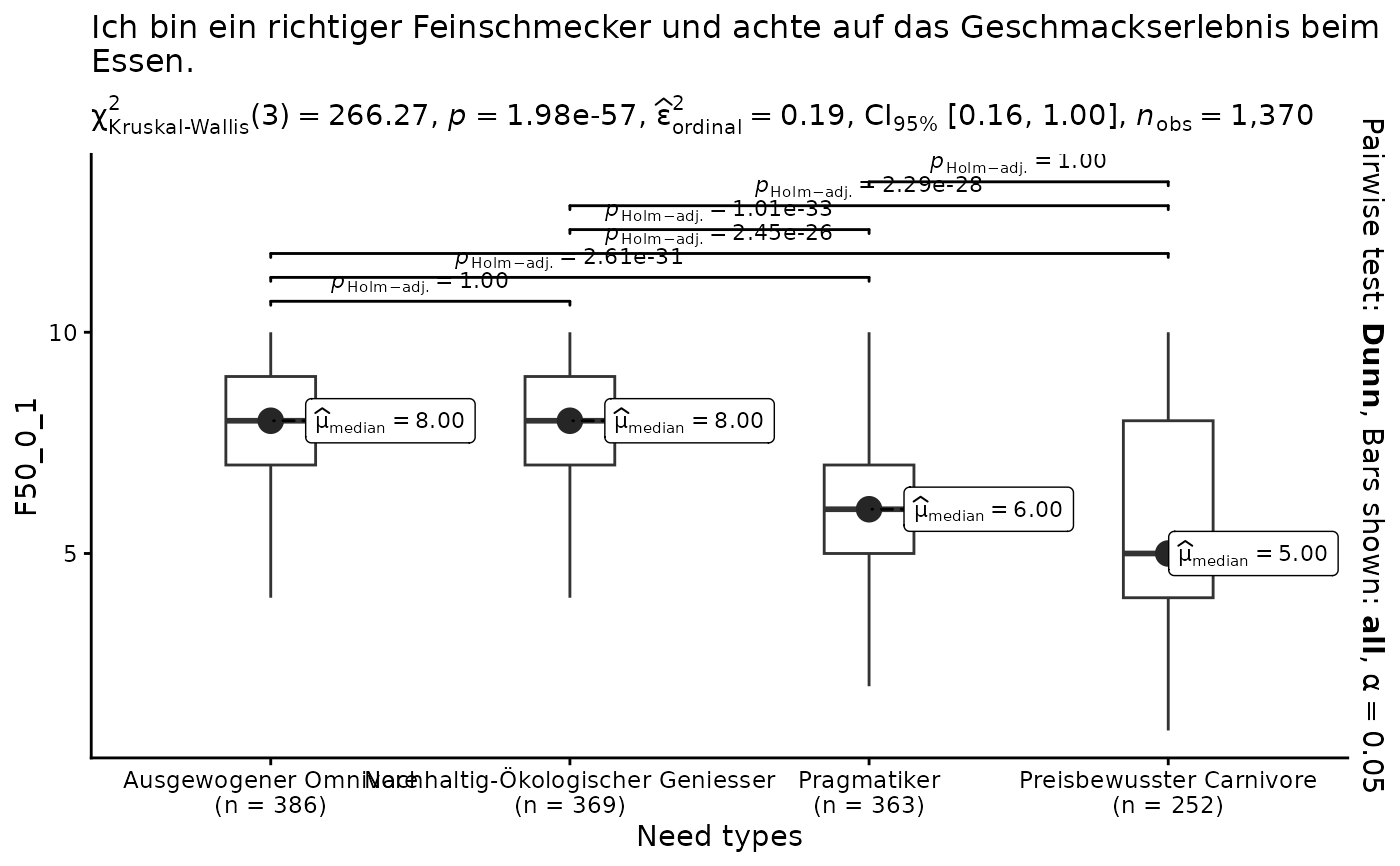 Ich bin ein richtiger Feinschmecker und achte auf das Geschmackserlebnis beim
Essen.
χ²Kruskal-Wallis(3) = 266.27, p = 1.98e-57, ε̂²ordinal = 0.19, CI95% [0.16, 1.00], nobs = 1,370
pHolm−adj. = 1.00
pHolm−adj. = 2.29e-28
pHolm−adj. = 1.01e-33
pHolm−adj. = 2.45e-26
pHolm−adj. = 2.61e-31
pHolm−adj. = 1.00
F50_0_1
10
5
μ̂median = 8.00
μ̂median = 8.00
μ̂median = 6.00
μ̂median = 5.00
Ausgewogener Omnivore
(n = 386)
Nachhaltig-Ökologischer Geniesser
(n = 369)
Pragmatiker
(n = 363)
Preisbewusster Carnivore
(n = 252)
Need types
Pairwise test: Dunn, Bars shown: all, α = 0.05